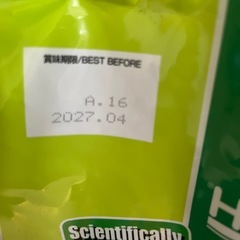 賞味期限/BEST BEFORE
A.16
2027.04
H
Scientifically